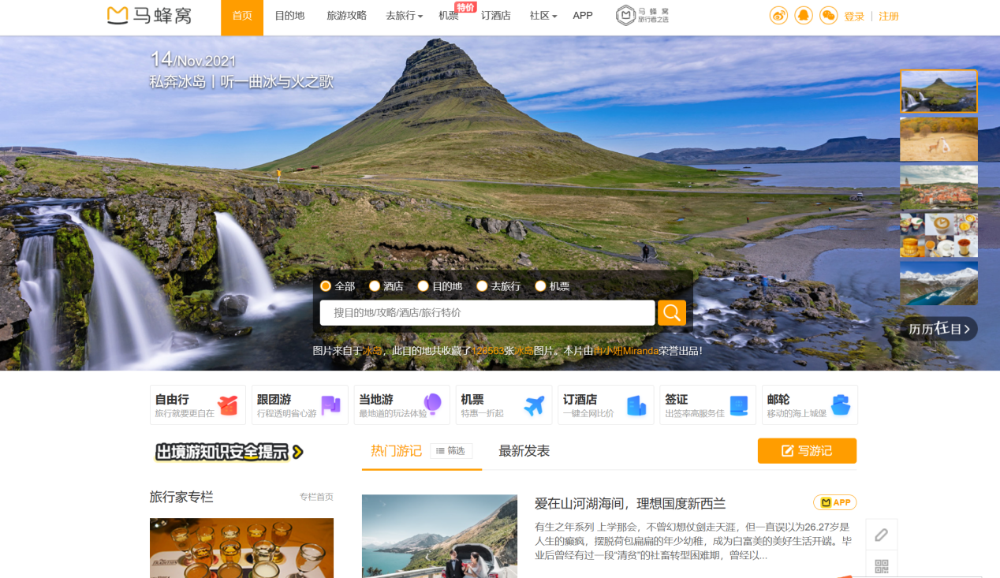 马蜂窝
首页 目的地 旅游攻略 去旅行 机票 特价 订酒店 社区 APP 马蜂窝 旅行者之选 登录 | 注册
14/Nov.2021
私奔冰岛丨听一曲冰与火之歌
历历在目
全部 酒店 目的地 去旅行 机票
搜目的地/攻略/酒店/旅行特价
图片来自于冰岛，此目的地共收藏了126563张冰岛图片。本片由冉小姐Miranda荣誉出品！
自由行 跟团游 当地游 机票 订酒店 签证 邮轮
旅行就要更自在 行程透明省心游 最地道的玩法体验 特惠一折起 一键全网比价 出签率高服务佳 移动的海上城堡
出境游知识安全提示
热门游记 筛选 最新发表 写游记
旅行家专栏 专栏首页
爱在山河湖海间，理想国度新西兰 APP
有生之年系列 上学那会，不曾幻想仗剑走天涯，但一直误以为26.27岁是
人生的癫疯，摆脱荷包扁扁的年少幼稚，成为白富美的美好生活开端。毕
业后曾经有过一段“清贫”的社畜转型困难期，曾经以...